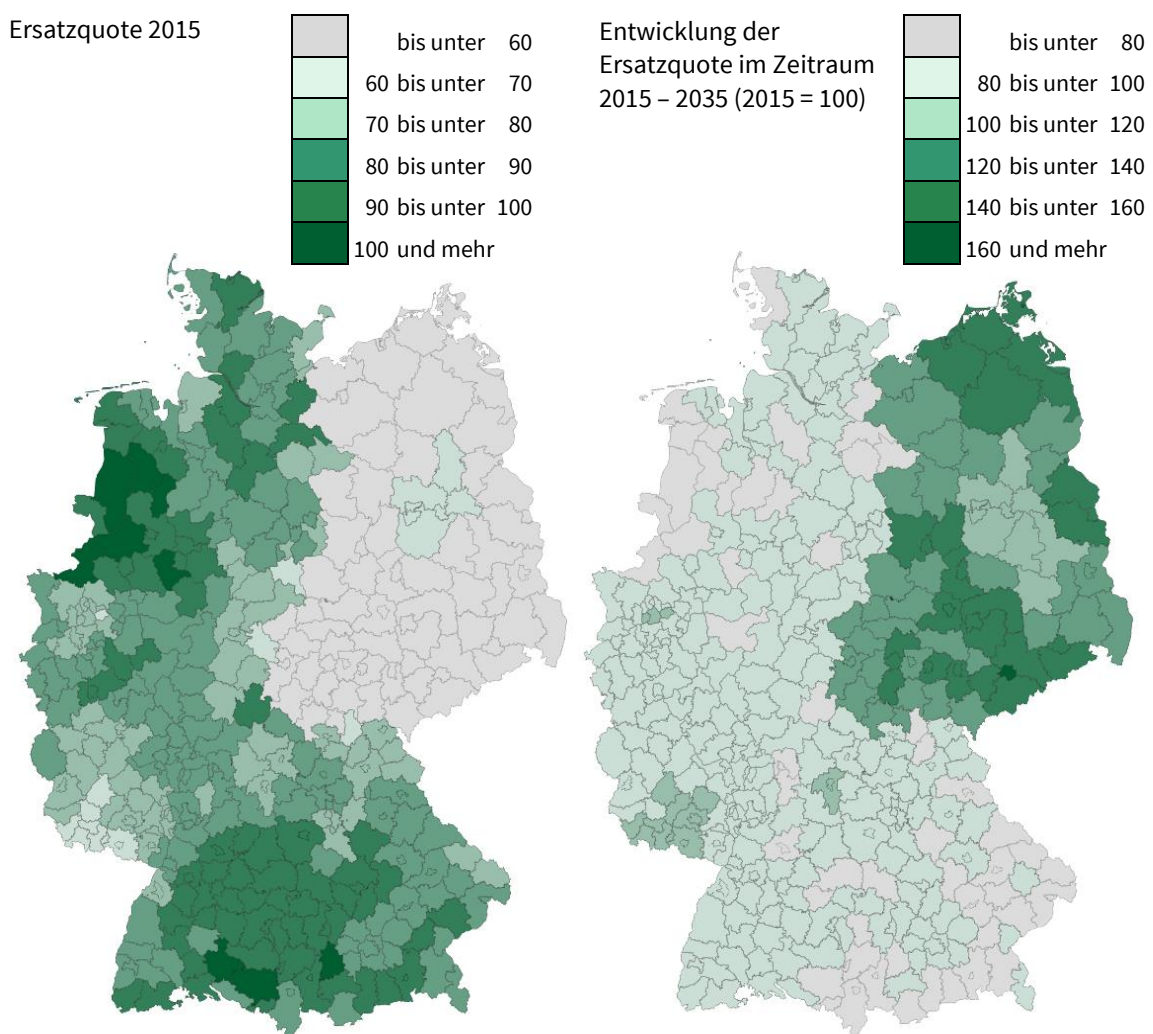 Ersatzquote 2015
bis unter 60
60 bis unter 70
70 bis unter 80
80 bis unter 90
90 bis unter 100
100 und mehr
Entwicklung der
Ersatzquote im Zeitraum
2015 – 2035 (2015 = 100)
bis unter 80
80 bis unter 100
100 bis unter 120
120 bis unter 140
140 bis unter 160
160 und mehr